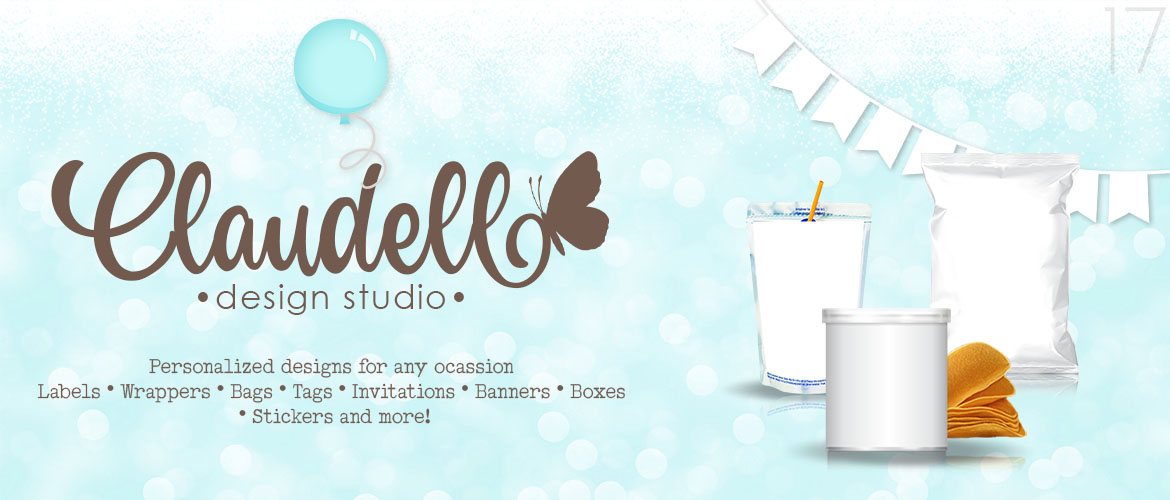 17
Claudell
•design studio•
Personalized designs for any ocassion
Labels • Wrappers • Bags • Tags • Invitations • Banners • Boxes
• Stickers and more!